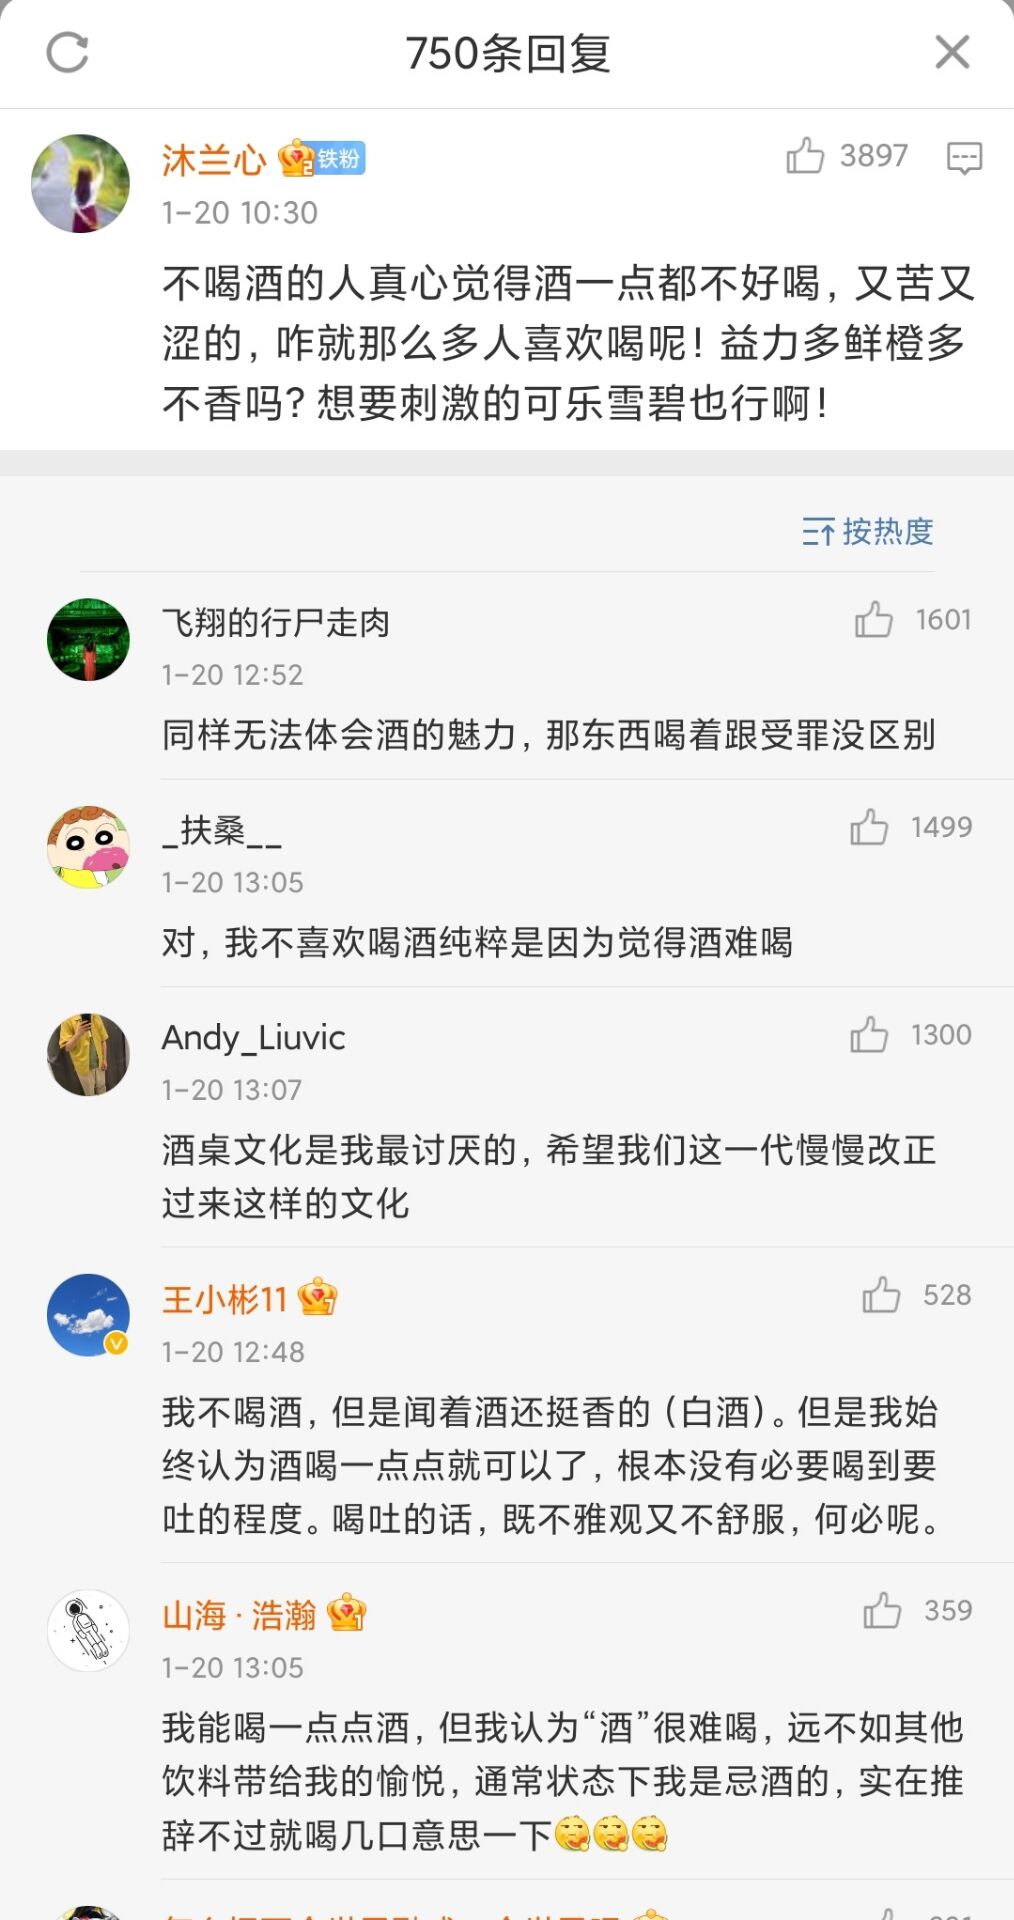 750条回复
沐兰心 2 铁粉
3897
1-20 10:30
不喝酒的人真心觉得酒一点都不好喝，又苦又
涩的，咋就那么多人喜欢喝呢！益力多鲜橙多
不香吗？想要刺激的可乐雪碧也行啊！
按热度
飞翔的行尸走肉
1601
1-20 12:52
同样无法体会酒的魅力，那东西喝着跟受罪没区别
_扶桑__
1499
1-20 13:05
对，我不喜欢喝酒纯粹是因为觉得酒难喝
Andy_Liuvic
1300
1-20 13:07
酒桌文化是我最讨厌的，希望我们这一代慢慢改正
过来这样的文化
王小彬11 7
528
1-20 12:48
我不喝酒，但是闻着酒还挺香的（白酒）。但是我始
终认为酒喝一点点就可以了，根本没有必要喝到要
吐的程度。喝吐的话，既不雅观又不舒服，何必呢。
山海·浩瀚 1
359
1-20 13:05
我能喝一点点酒，但我认为“酒”很难喝，远不如其他
饮料带给我的愉悦，通常状态下我是忌酒的，实在推
辞不过就喝几口意思一下